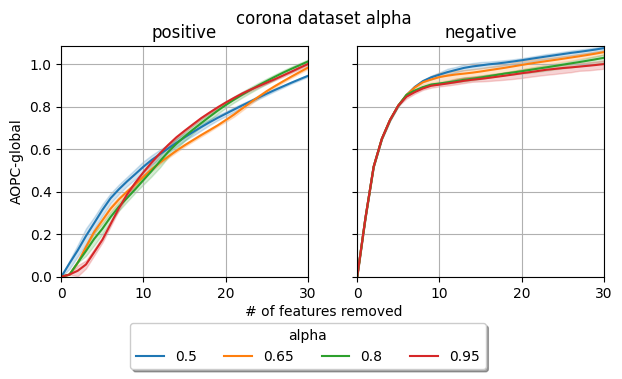 corona dataset alpha
positive
negative
AOPC-global
1.0
0.8
0.6
0.4
0.2
0.0
0 10 20 30
0 10 20 30
# of features removed
alpha
0.5 0.65 0.8 0.95